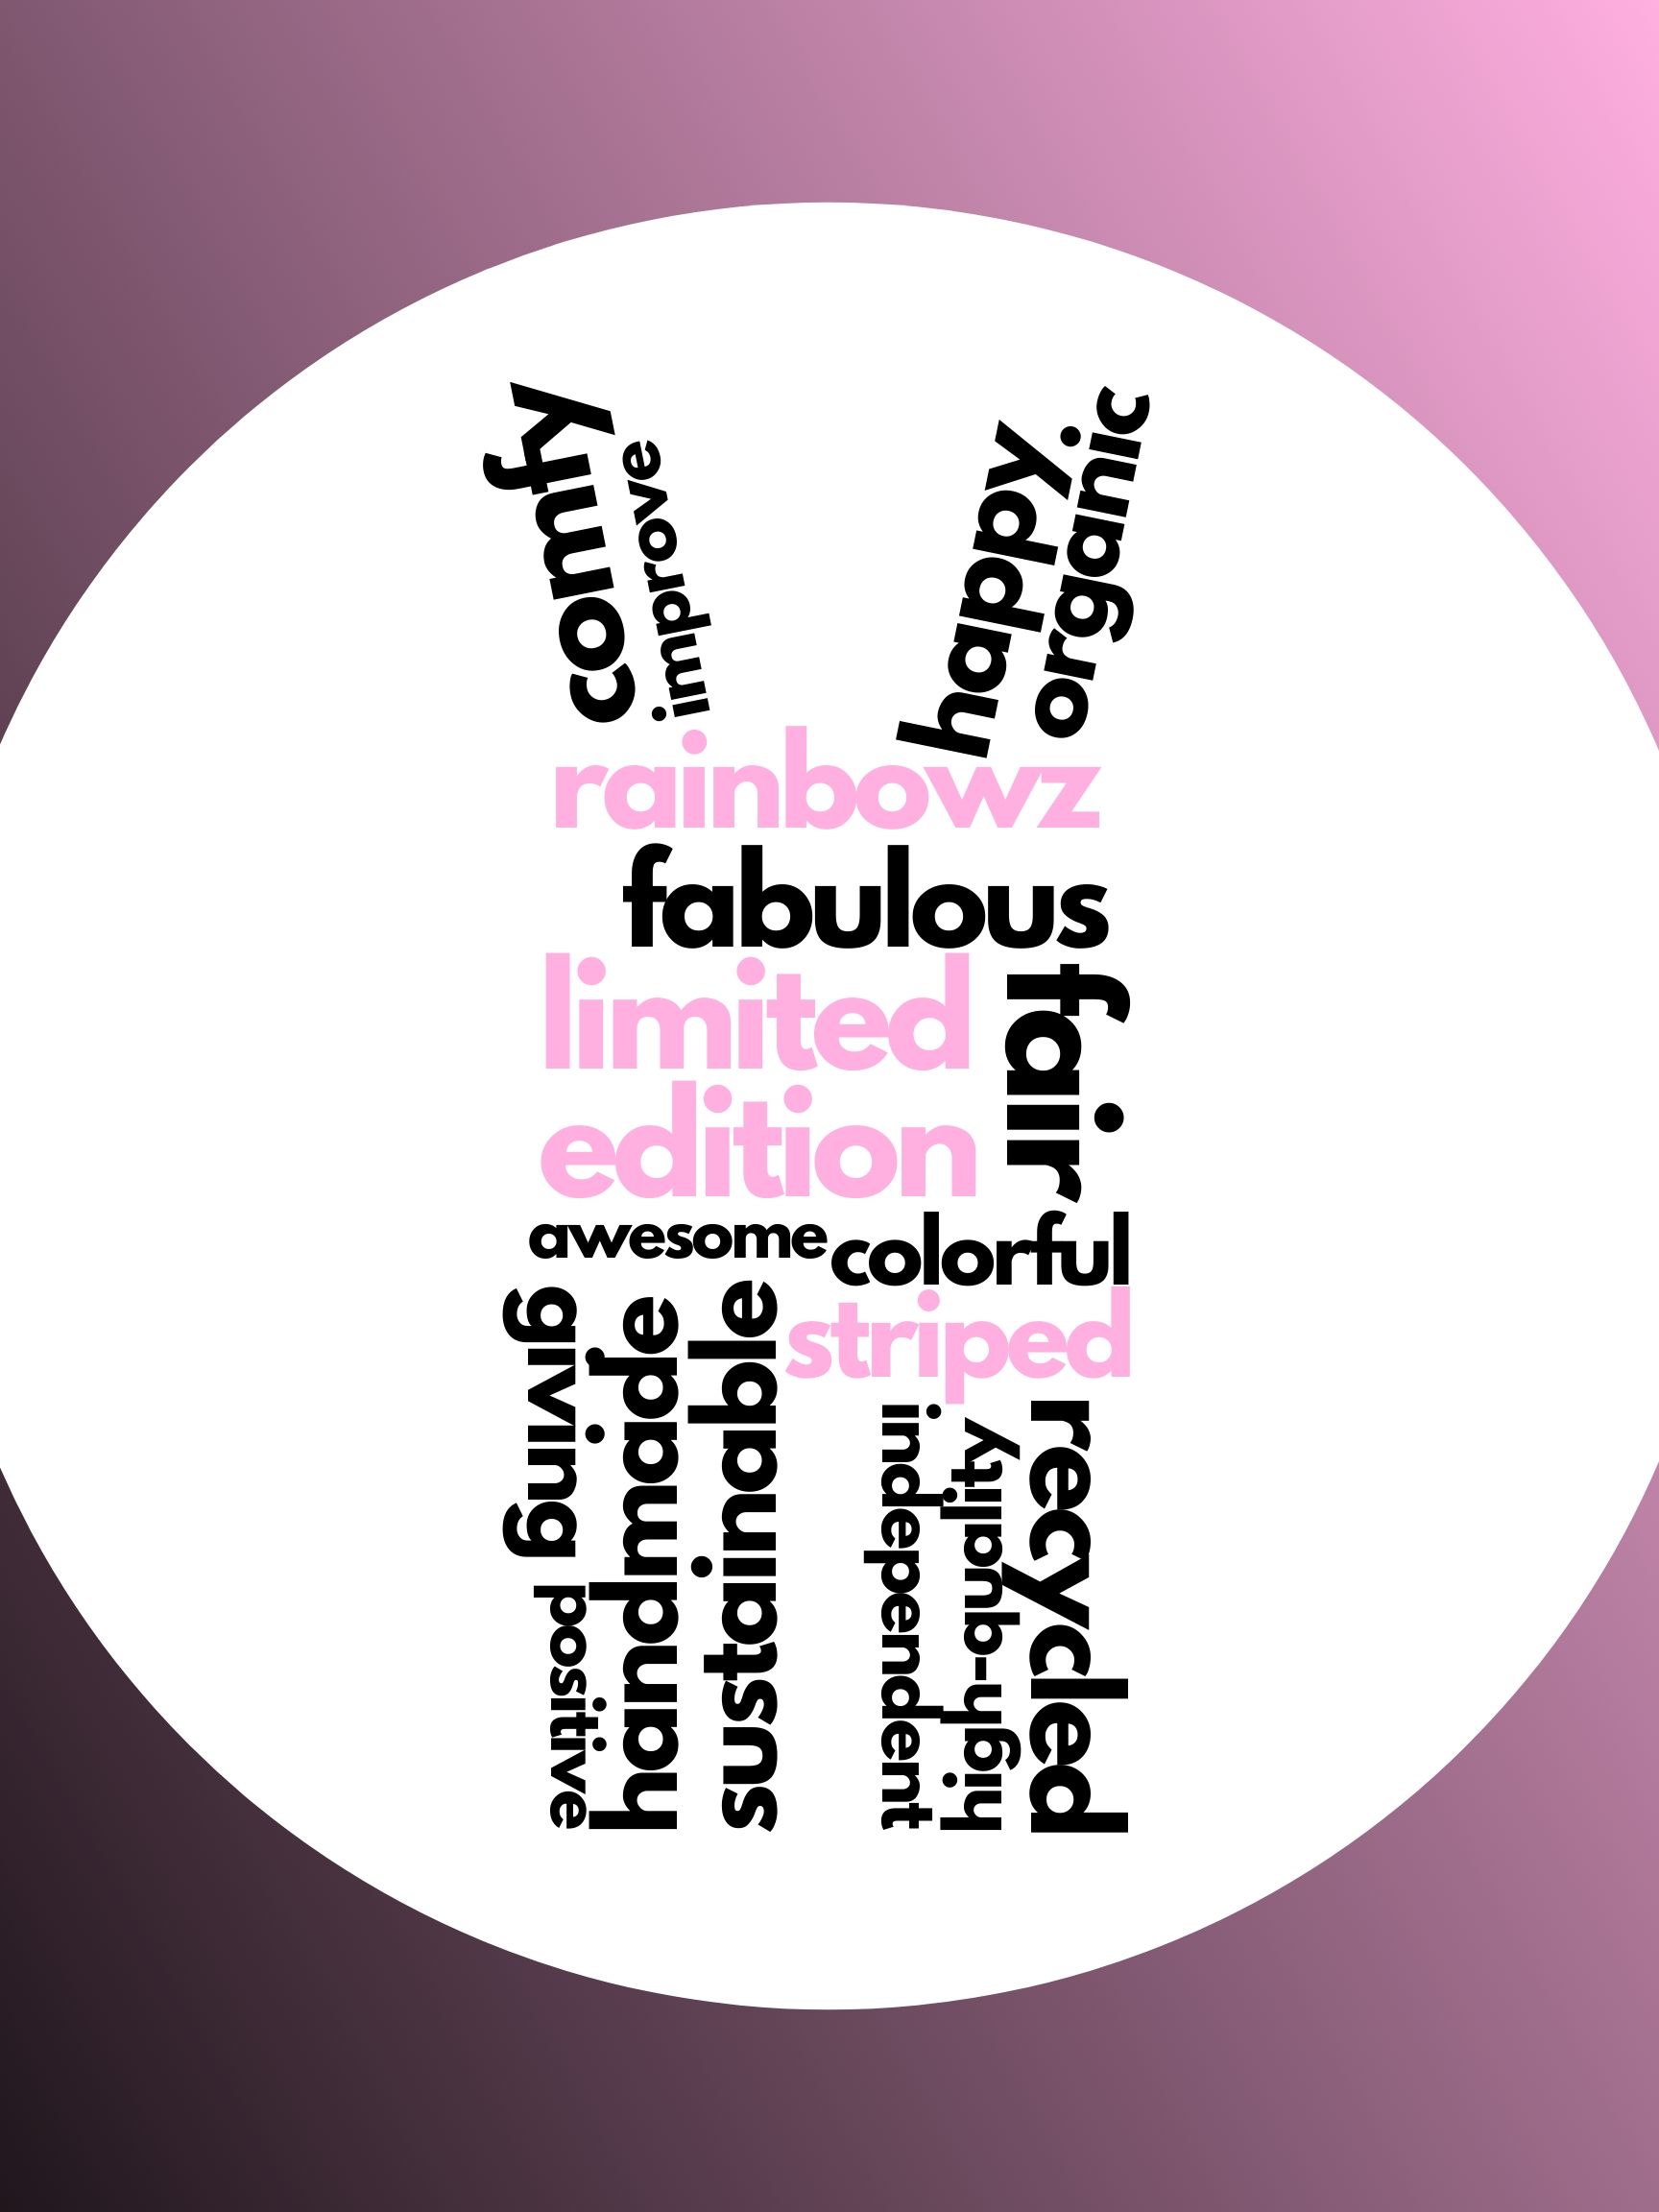 comfy
improve
happy
organic
rainbowz
fabulous
limited
edition
fair
awesome
colorful
striped
giving
positive
handmade
sustainable
independent
high-quality
recycled